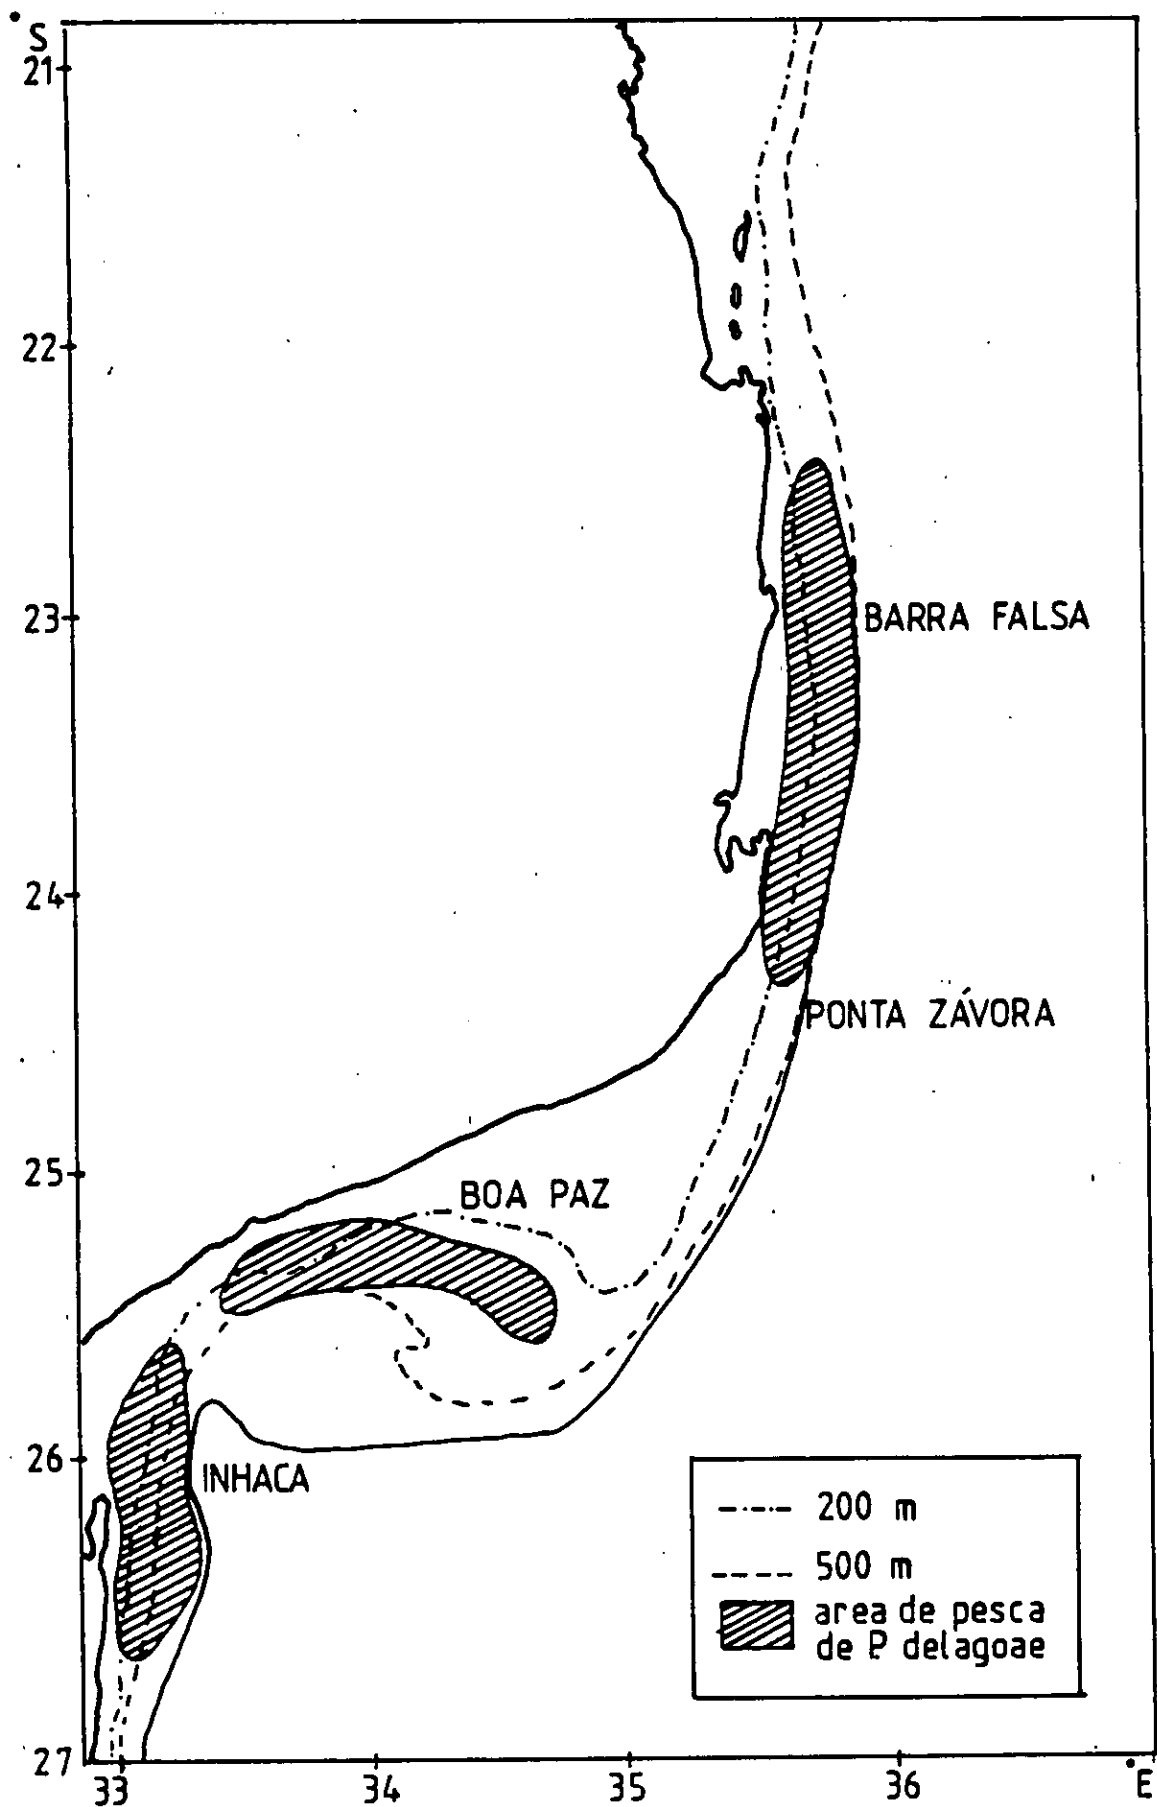 S
21
22
23
BARRA FALSA
24
PONTA ZÁVORA
25
BOA PAZ
26
INHACA
200 m
500 m
area de pesca
de P. delagoae
27
33
34
35
36
°E